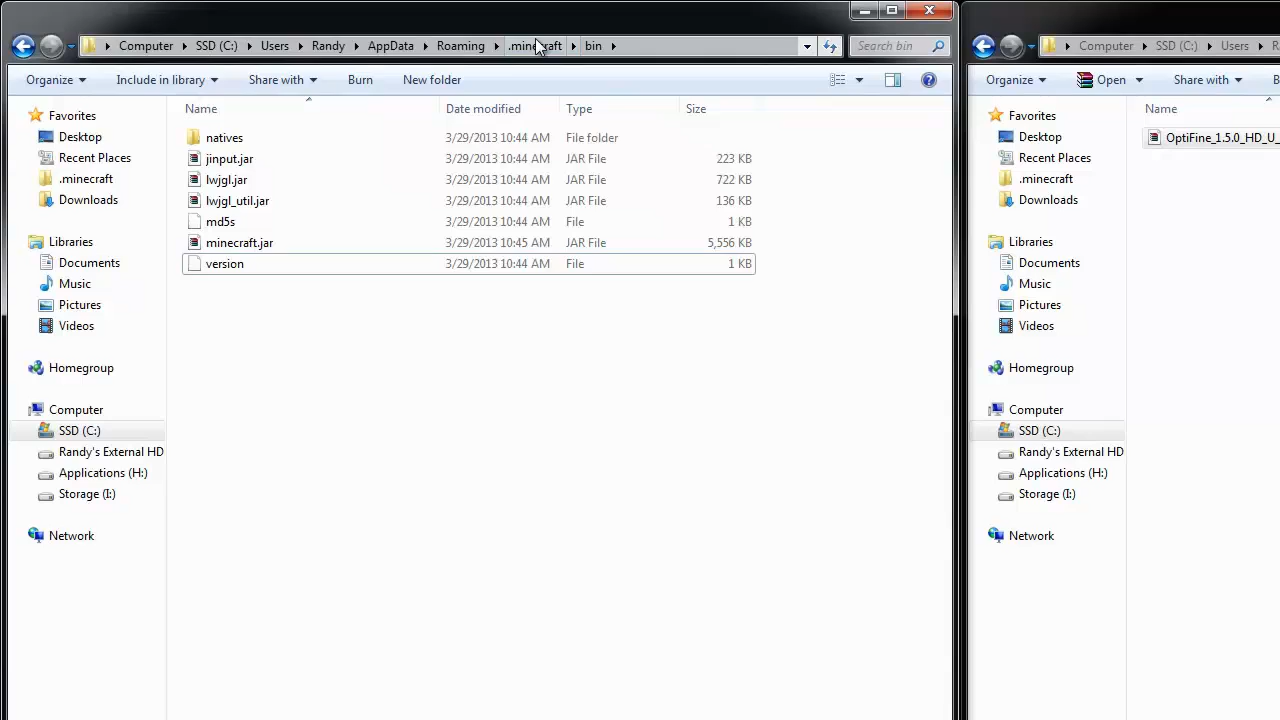 Computer SSD (C:) Users Randy AppData Roaming .minecraft bin Search bin
Organize Include in library Share with Burn New folder
Name Date modified Type Size
Favorites
Desktop
Recent Places
.minecraft
Downloads
Libraries
Documents
Music
Pictures
Videos
Homegroup
Computer
SSD (C:)
Randy's External HD
Applications (H:)
Storage (I:)
Network
natives 3/29/2013 10:44 AM File folder
jinput.jar 3/29/2013 10:44 AM JAR File 223 KB
lwjgl.jar 3/29/2013 10:44 AM JAR File 722 KB
lwjgl_util.jar 3/29/2013 10:44 AM JAR File 136 KB
md5s 3/29/2013 10:44 AM File 1 KB
minecraft.jar 3/29/2013 10:45 AM JAR File 5,556 KB
version 3/29/2013 10:44 AM File 1 KB
Computer SSD (C:) Users
Organize Open Share with
Name
Favorites
Desktop
Recent Places
.minecraft
Downloads
Libraries
Documents
Music
Pictures
Videos
Homegroup
Computer
SSD (C:)
Randy's External HD
Applications (H:)
Storage (I:)
Network
OptiFine_1.5.0_HD_U_